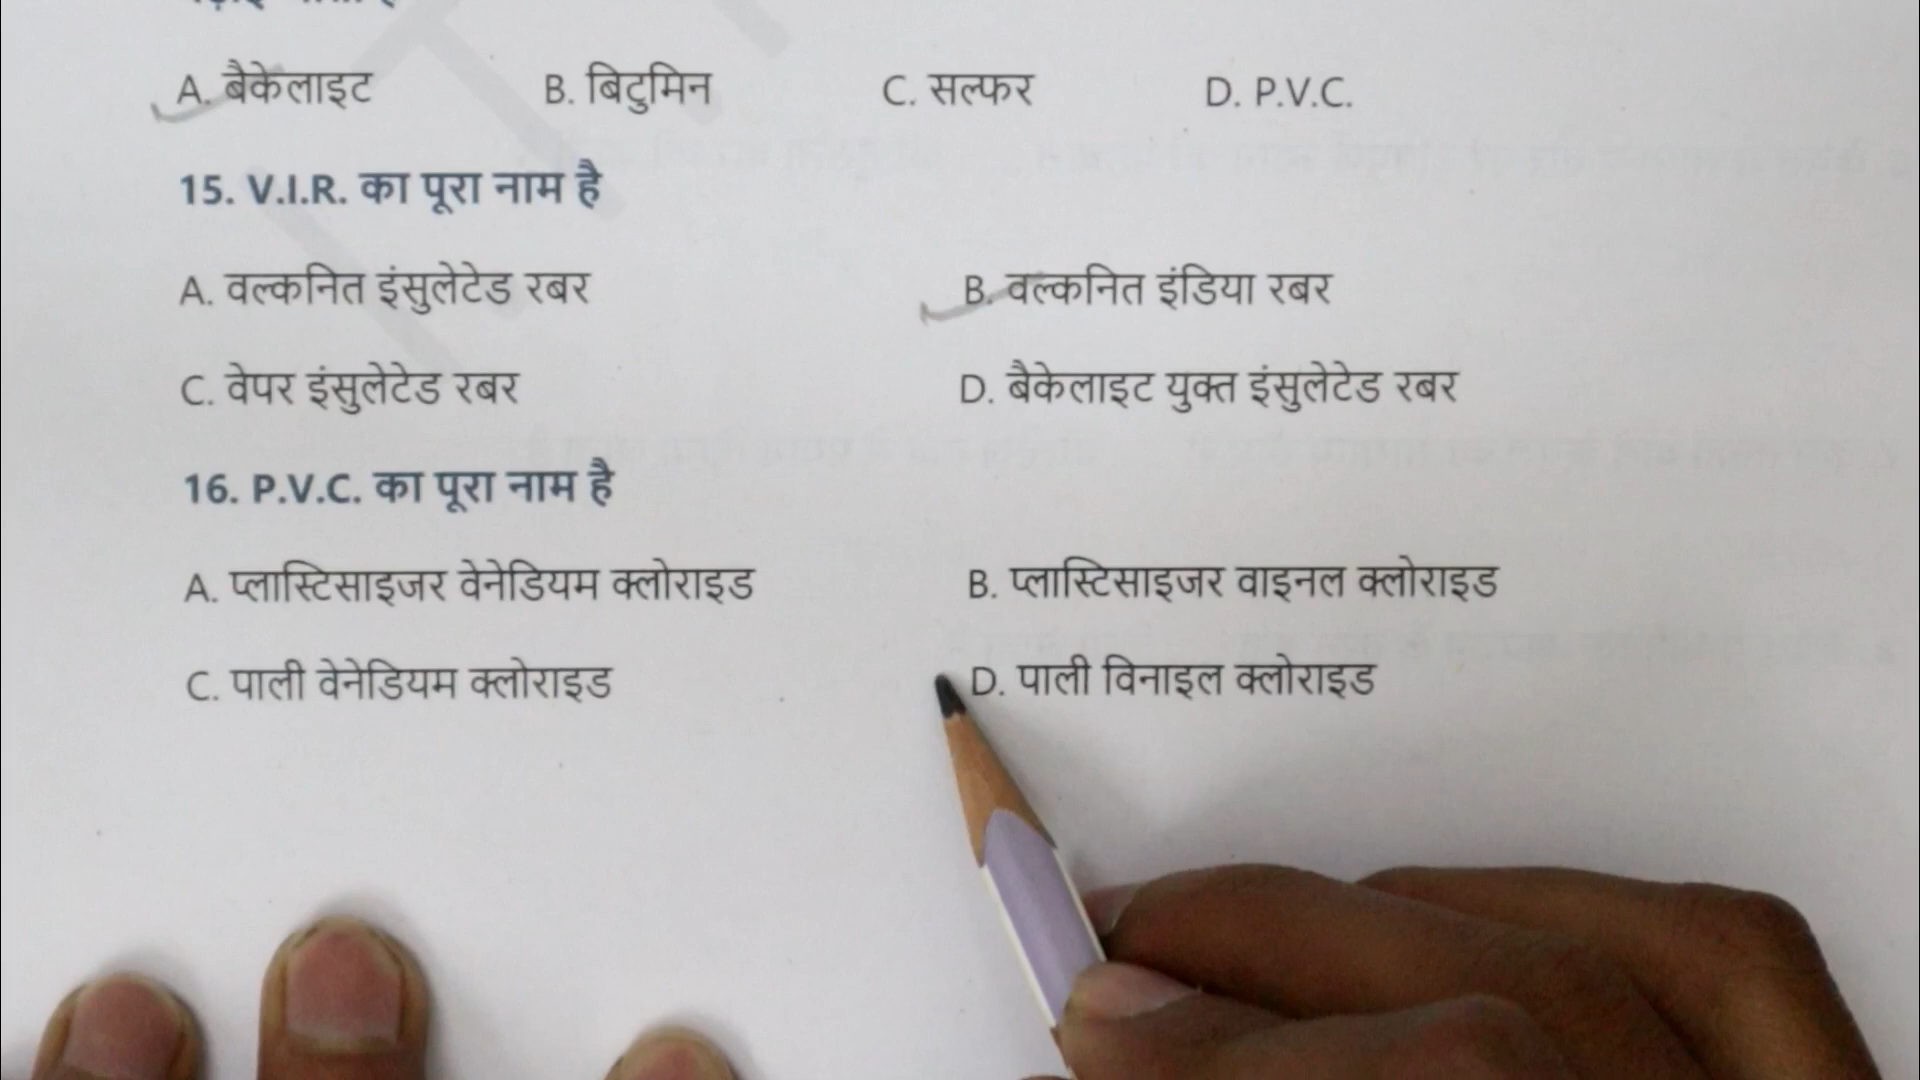 A. बैकेलाइट B. बिटुमिन C. सल्फर D. P.V.C.
15. V.I.R. का पूरा नाम है
A. वल्कनित इंसुलेटेड रबर B. वल्कनित इंडिया रबर
C. वेपर इंसुलेटेड रबर D. बैकेलाइट युक्त इंसुलेटेड रबर
16. P.V.C. का पूरा नाम है
A. प्लास्टिसाइजर वेनेडियम क्लोराइड B. प्लास्टिसाइजर वाइनल क्लोराइड
C. पाली वेनेडियम क्लोराइड D. पाली विनाइल क्लोराइड